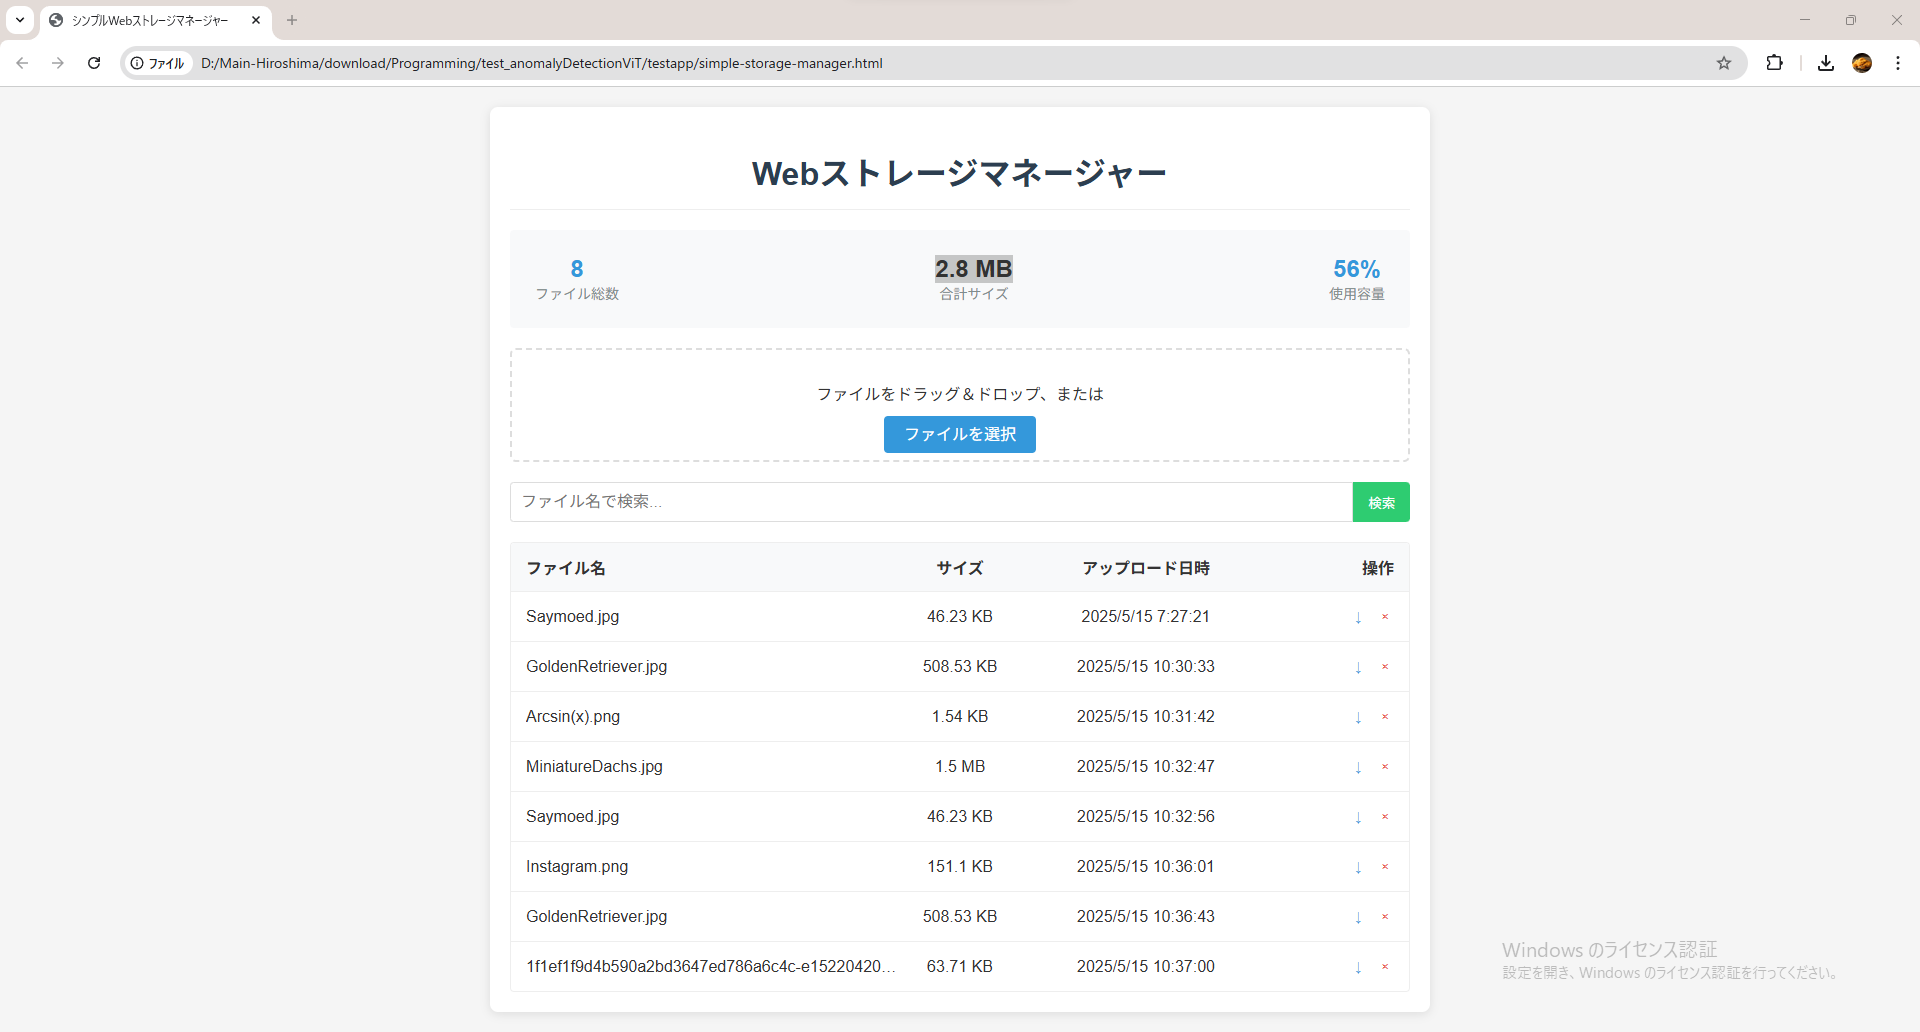 シンプルWebストレージマネージャー
ファイル D:/Main-Hiroshima/download/Programming/test_anomalyDetectionViT/testapp/simple-storage-manager.html
Webストレージマネージャー
8 2.8 MB 56%
ファイル総数 合計サイズ 使用容量
ファイルをドラッグ＆ドロップ、または
ファイルを選択
ファイル名で検索... 検索
ファイル名 サイズ アップロード日時 操作
Saymoed.jpg 46.23 KB 2025/5/15 7:27:21 ↓ ×
GoldenRetriever.jpg 508.53 KB 2025/5/15 10:30:33 ↓ ×
Arcsin(x).png 1.54 KB 2025/5/15 10:31:42 ↓ ×
MiniatureDachs.jpg 1.5 MB 2025/5/15 10:32:47 ↓ ×
Saymoed.jpg 46.23 KB 2025/5/15 10:32:56 ↓ ×
Instagram.png 151.1 KB 2025/5/15 10:36:01 ↓ ×
GoldenRetriever.jpg 508.53 KB 2025/5/15 10:36:43 ↓ ×
1f1ef1f9d4b590a2bd3647ed786a6c4c-e15220420... 63.71 KB 2025/5/15 10:37:00 ↓ ×
Windows のライセンス認証
設定を開き、Windows のライセンス認証を行ってください。